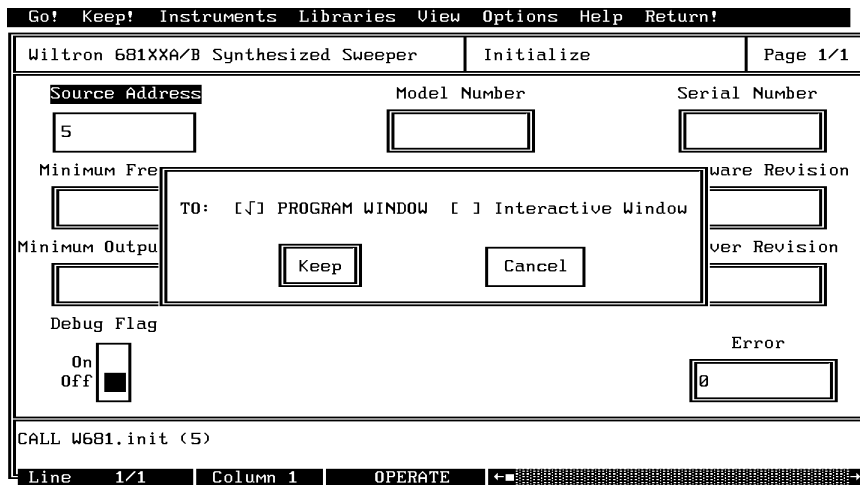 Go! Keep! Instruments Libraries View Options Help Return!
Wiltron 681XXA/B Synthesized Sweeper Initialize Page 1/1
Source Address Model Number Serial Number
5
Minimum Fre ware Revision
TO: [√] PROGRAM WINDOW [ ] Interactive Window
Minimum Outpu ver Revision
Keep Cancel
Debug Flag
Error
On
Off 0
CALL W681.init (5)
Line 1/1 Column 1 OPERATE